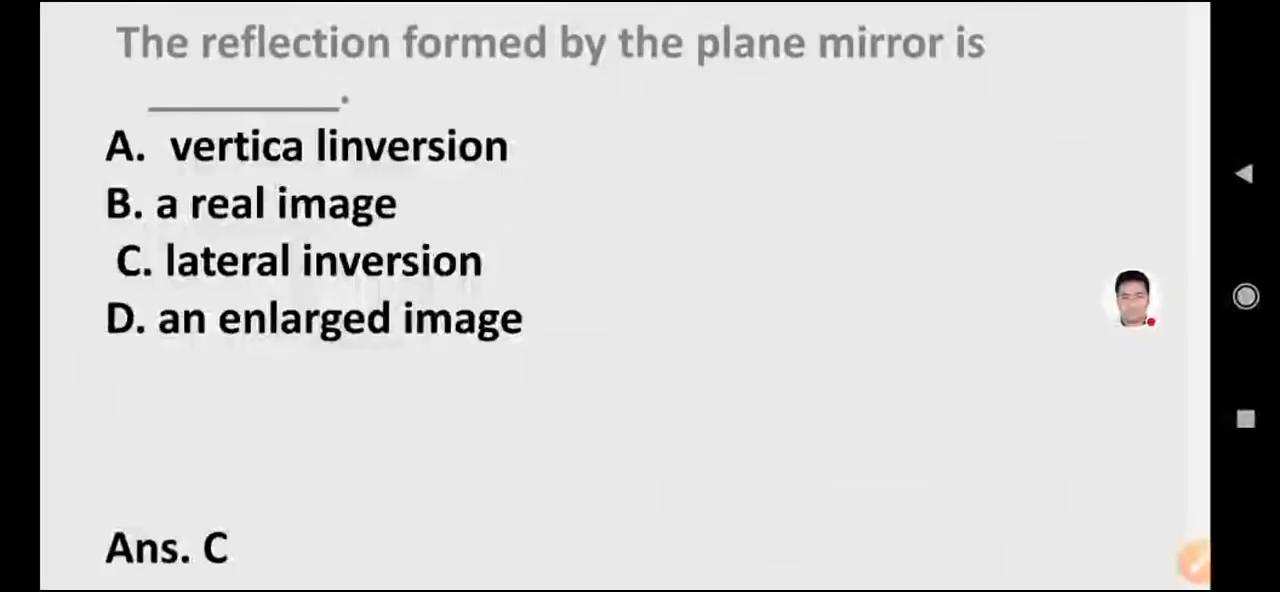 The reflection formed by the plane mirror is
_________.
A. vertica linversion
B. a real image
C. lateral inversion
D. an enlarged image
Ans. C